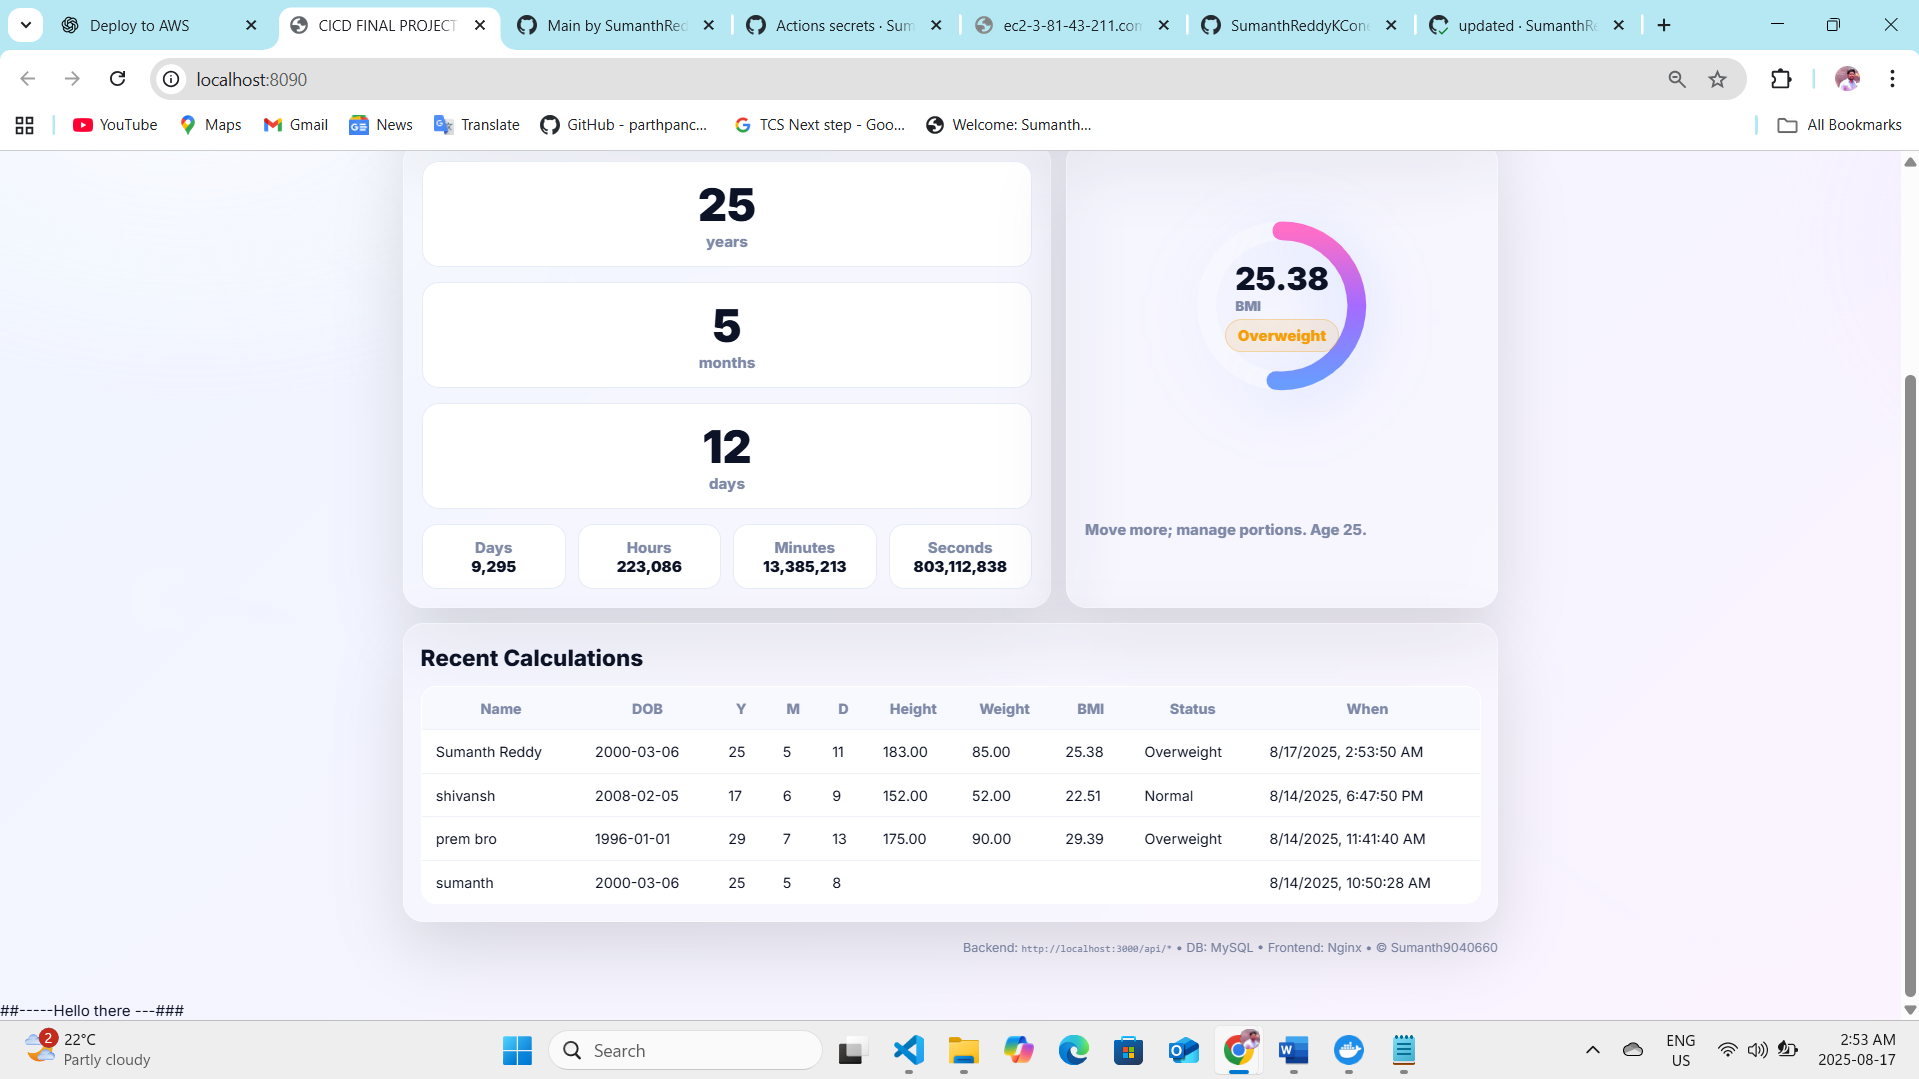 Deploy to AWS
CICD FINAL PROJECT
Main by SumanthRed
Actions secrets · Sum
ec2-3-81-43-211.con
SumanthReddyKCone
updated · SumanthRe
localhost:8090
YouTube
Maps
Gmail
News
Translate
GitHub - parthpanc...
TCS Next step - Goo...
Welcome: Sumanth...
All Bookmarks
25
years
5
months
12
days
Days
9,295
Hours
223,086
Minutes
13,385,213
Seconds
803,112,838
25.38
BMI
Overweight
Move more; manage portions. Age 25.
Recent Calculations
Name DOB Y M D Height Weight BMI Status When
Sumanth Reddy 2000-03-06 25 5 11 183.00 85.00 25.38 Overweight 8/17/2025, 2:53:50 AM
shivansh 2008-02-05 17 6 9 152.00 52.00 22.51 Normal 8/14/2025, 6:47:50 PM
prem bro 1996-01-01 29 7 13 175.00 90.00 29.39 Overweight 8/14/2025, 11:41:40 AM
sumanth 2000-03-06 25 5 8 8/14/2025, 10:50:28 AM
Backend: http://localhost:3000/api/* • DB: MySQL • Frontend: Nginx • © Sumanth9040660
##-----Hello there ---###
2
22°C
Partly cloudy
Search
ENG
US
2:53 AM
2025-08-17